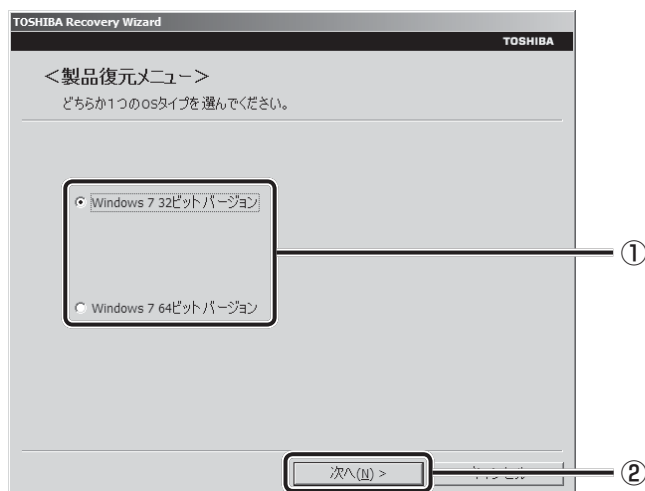 TOSHIBA Recovery Wizard
TOSHIBA
＜製品復元メニュー＞
どちらか1つのOSタイプを選んでください。
Windows 7 32ビットバージョン
①
Windows 7 64ビットバージョン
次へ(N) >
②